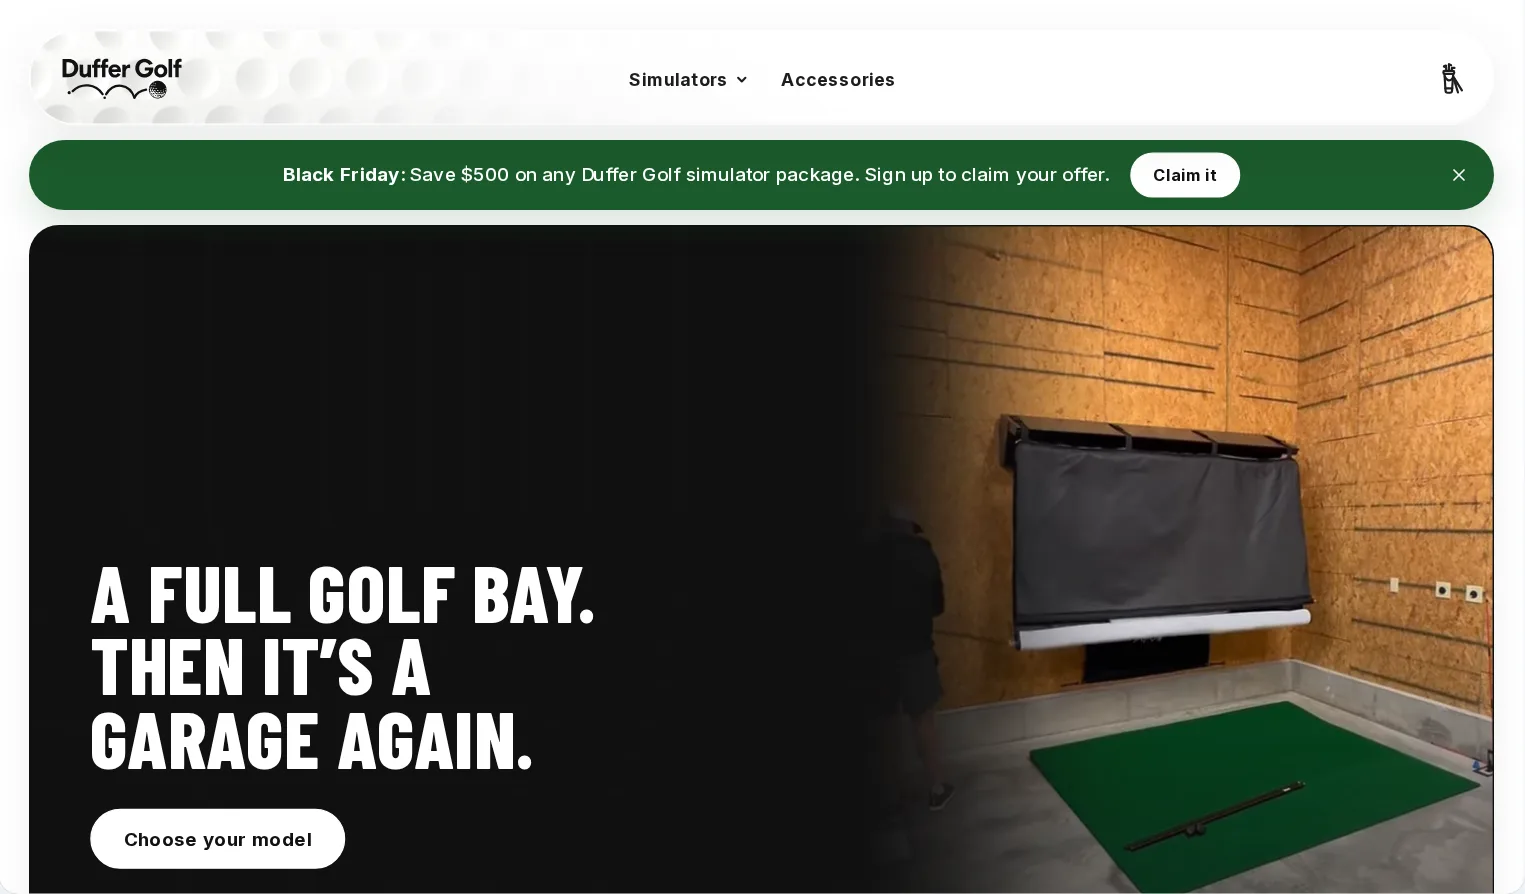 Duffer Golf
Simulators
Accessories
Black Friday: Save $500 on any Duffer Golf simulator package. Sign up to claim your offer.
Claim it
A FULL GOLF BAY.
THEN IT’S A
GARAGE AGAIN.
Choose your model